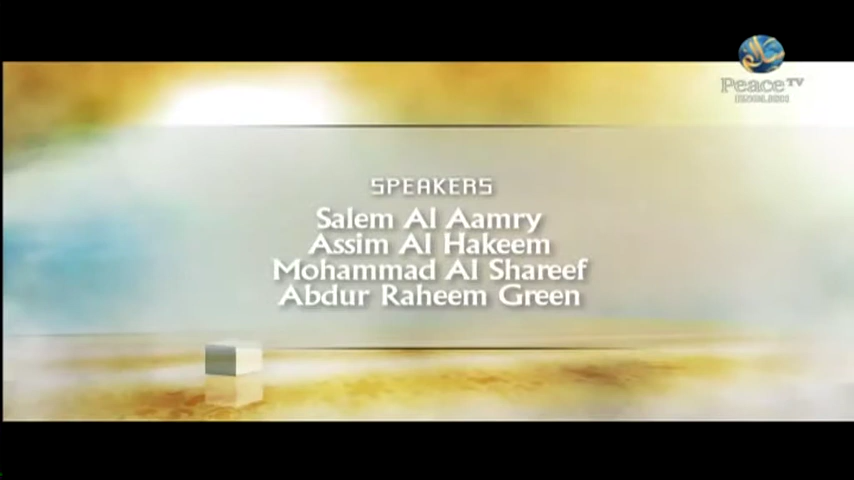 Peace TV
SPEAKERS
Salem Al Aamry
Assim Al Hakeem
Mohammad Al Shareef
Abdur Raheem Green